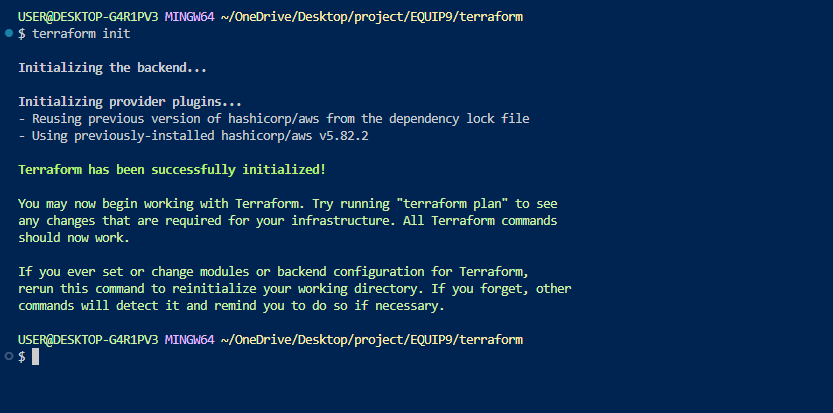 USER@DESKTOP-G4R1PV3 MINGW64 ~/OneDrive/Desktop/project/EQUIP9/terraform
$ terraform init
Initializing the backend...
Initializing provider plugins...
- Reusing previous version of hashicorp/aws from the dependency lock file
- Using previously-installed hashicorp/aws v5.82.2
Terraform has been successfully initialized!
You may now begin working with Terraform. Try running "terraform plan" to see
any changes that are required for your infrastructure. All Terraform commands
should now work.
If you ever set or change modules or backend configuration for Terraform,
rerun this command to reinitialize your working directory. If you forget, other
commands will detect it and remind you to do so if necessary.
USER@DESKTOP-G4R1PV3 MINGW64 ~/OneDrive/Desktop/project/EQUIP9/terraform
$